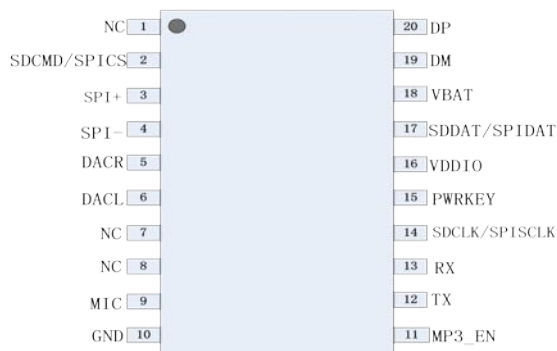 NC 1 20 DP
SDCMD/SPICS 2 19 DM
SPI+ 3 18 VBAT
SPI- 4 17 SDDAT/SPIDAT
DACR 5 16 VDDIO
DACL 6 15 PWRKEY
NC 7 14 SDCLK/SPISCLK
NC 8 13 RX
MIC 9 12 TX
GND 10 11 MP3_EN